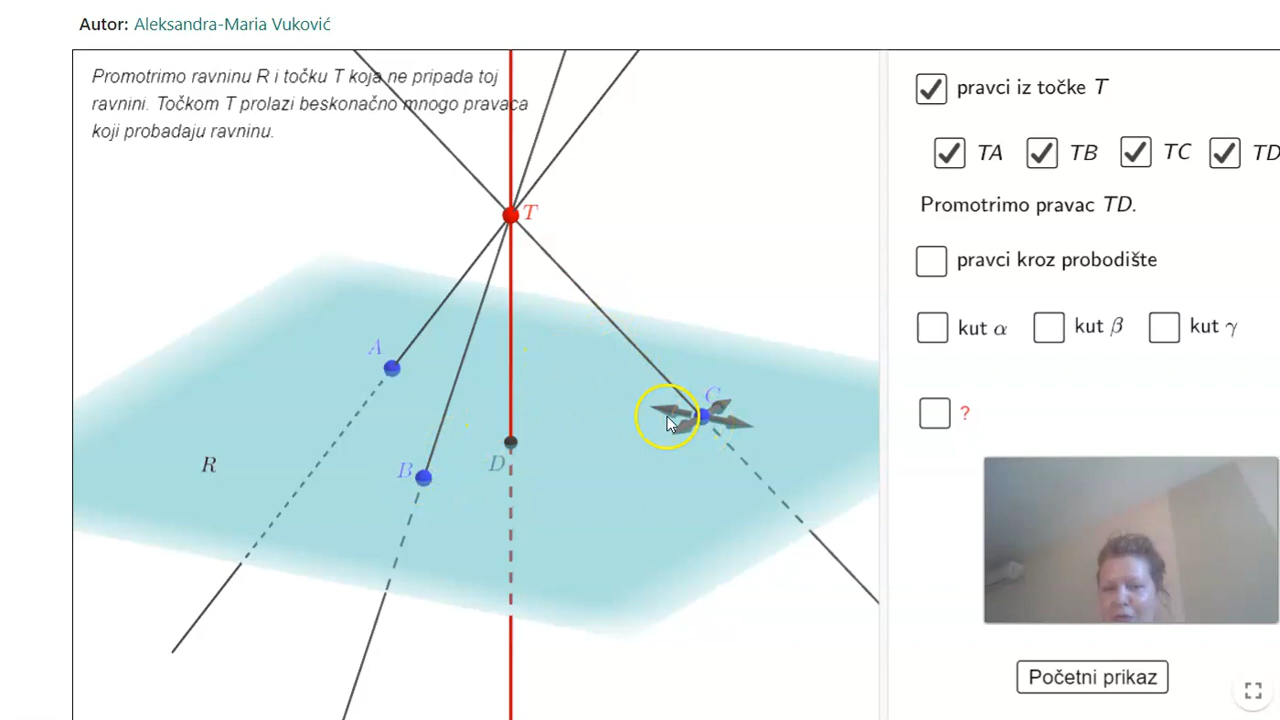 Autor: Aleksandra-Maria Vuković
Promotrimo ravninu R i točku T koja ne pripada toj
ravnini. Točkom T prolazi beskonačno mnogo pravaca
koji probadaju ravninu.
T
A
C
R
B
D
pravci iz točke T
TA TB TC TD
Promotrimo pravac TD.
pravci kroz probodište
kut α kut β kut γ
?
Početni prikaz